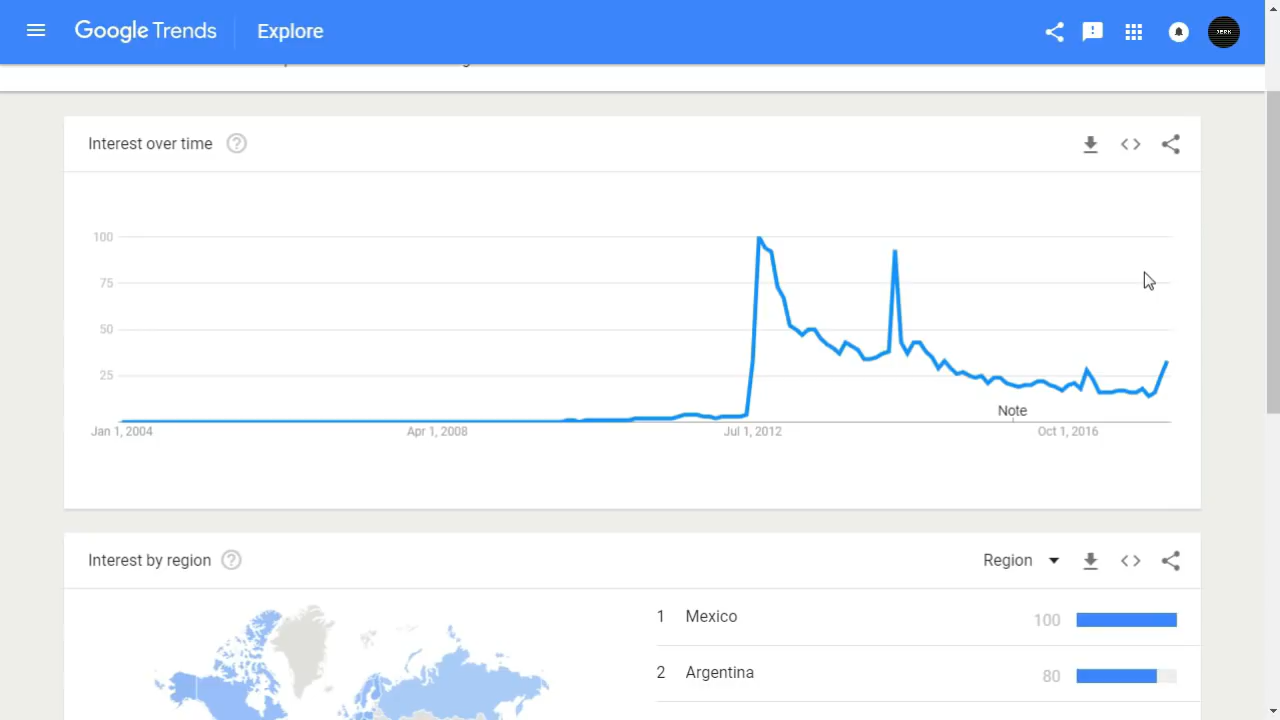 Google Trends Explore
JERK
Interest over time ?
100
75
50
25
Note
Jan 1, 2004 Apr 1, 2008 Jul 1, 2012 Oct 1, 2016
Interest by region ? Region
1 Mexico 100
2 Argentina 80